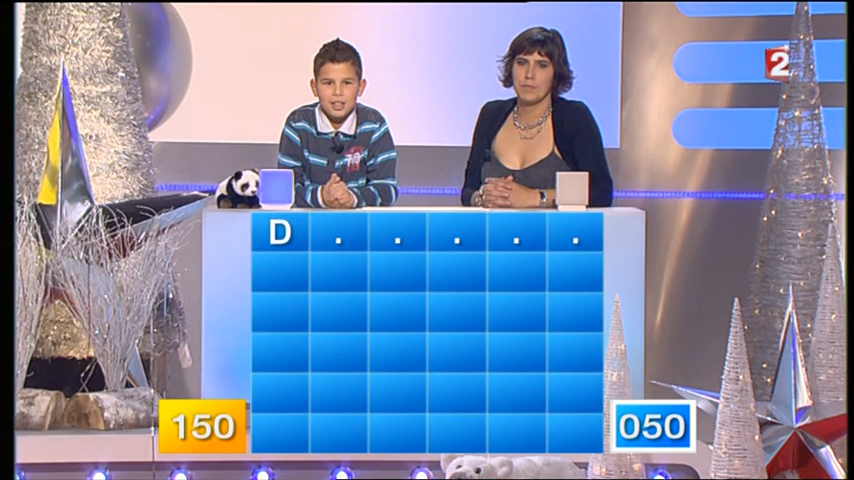 2
D . . . . .
150
050